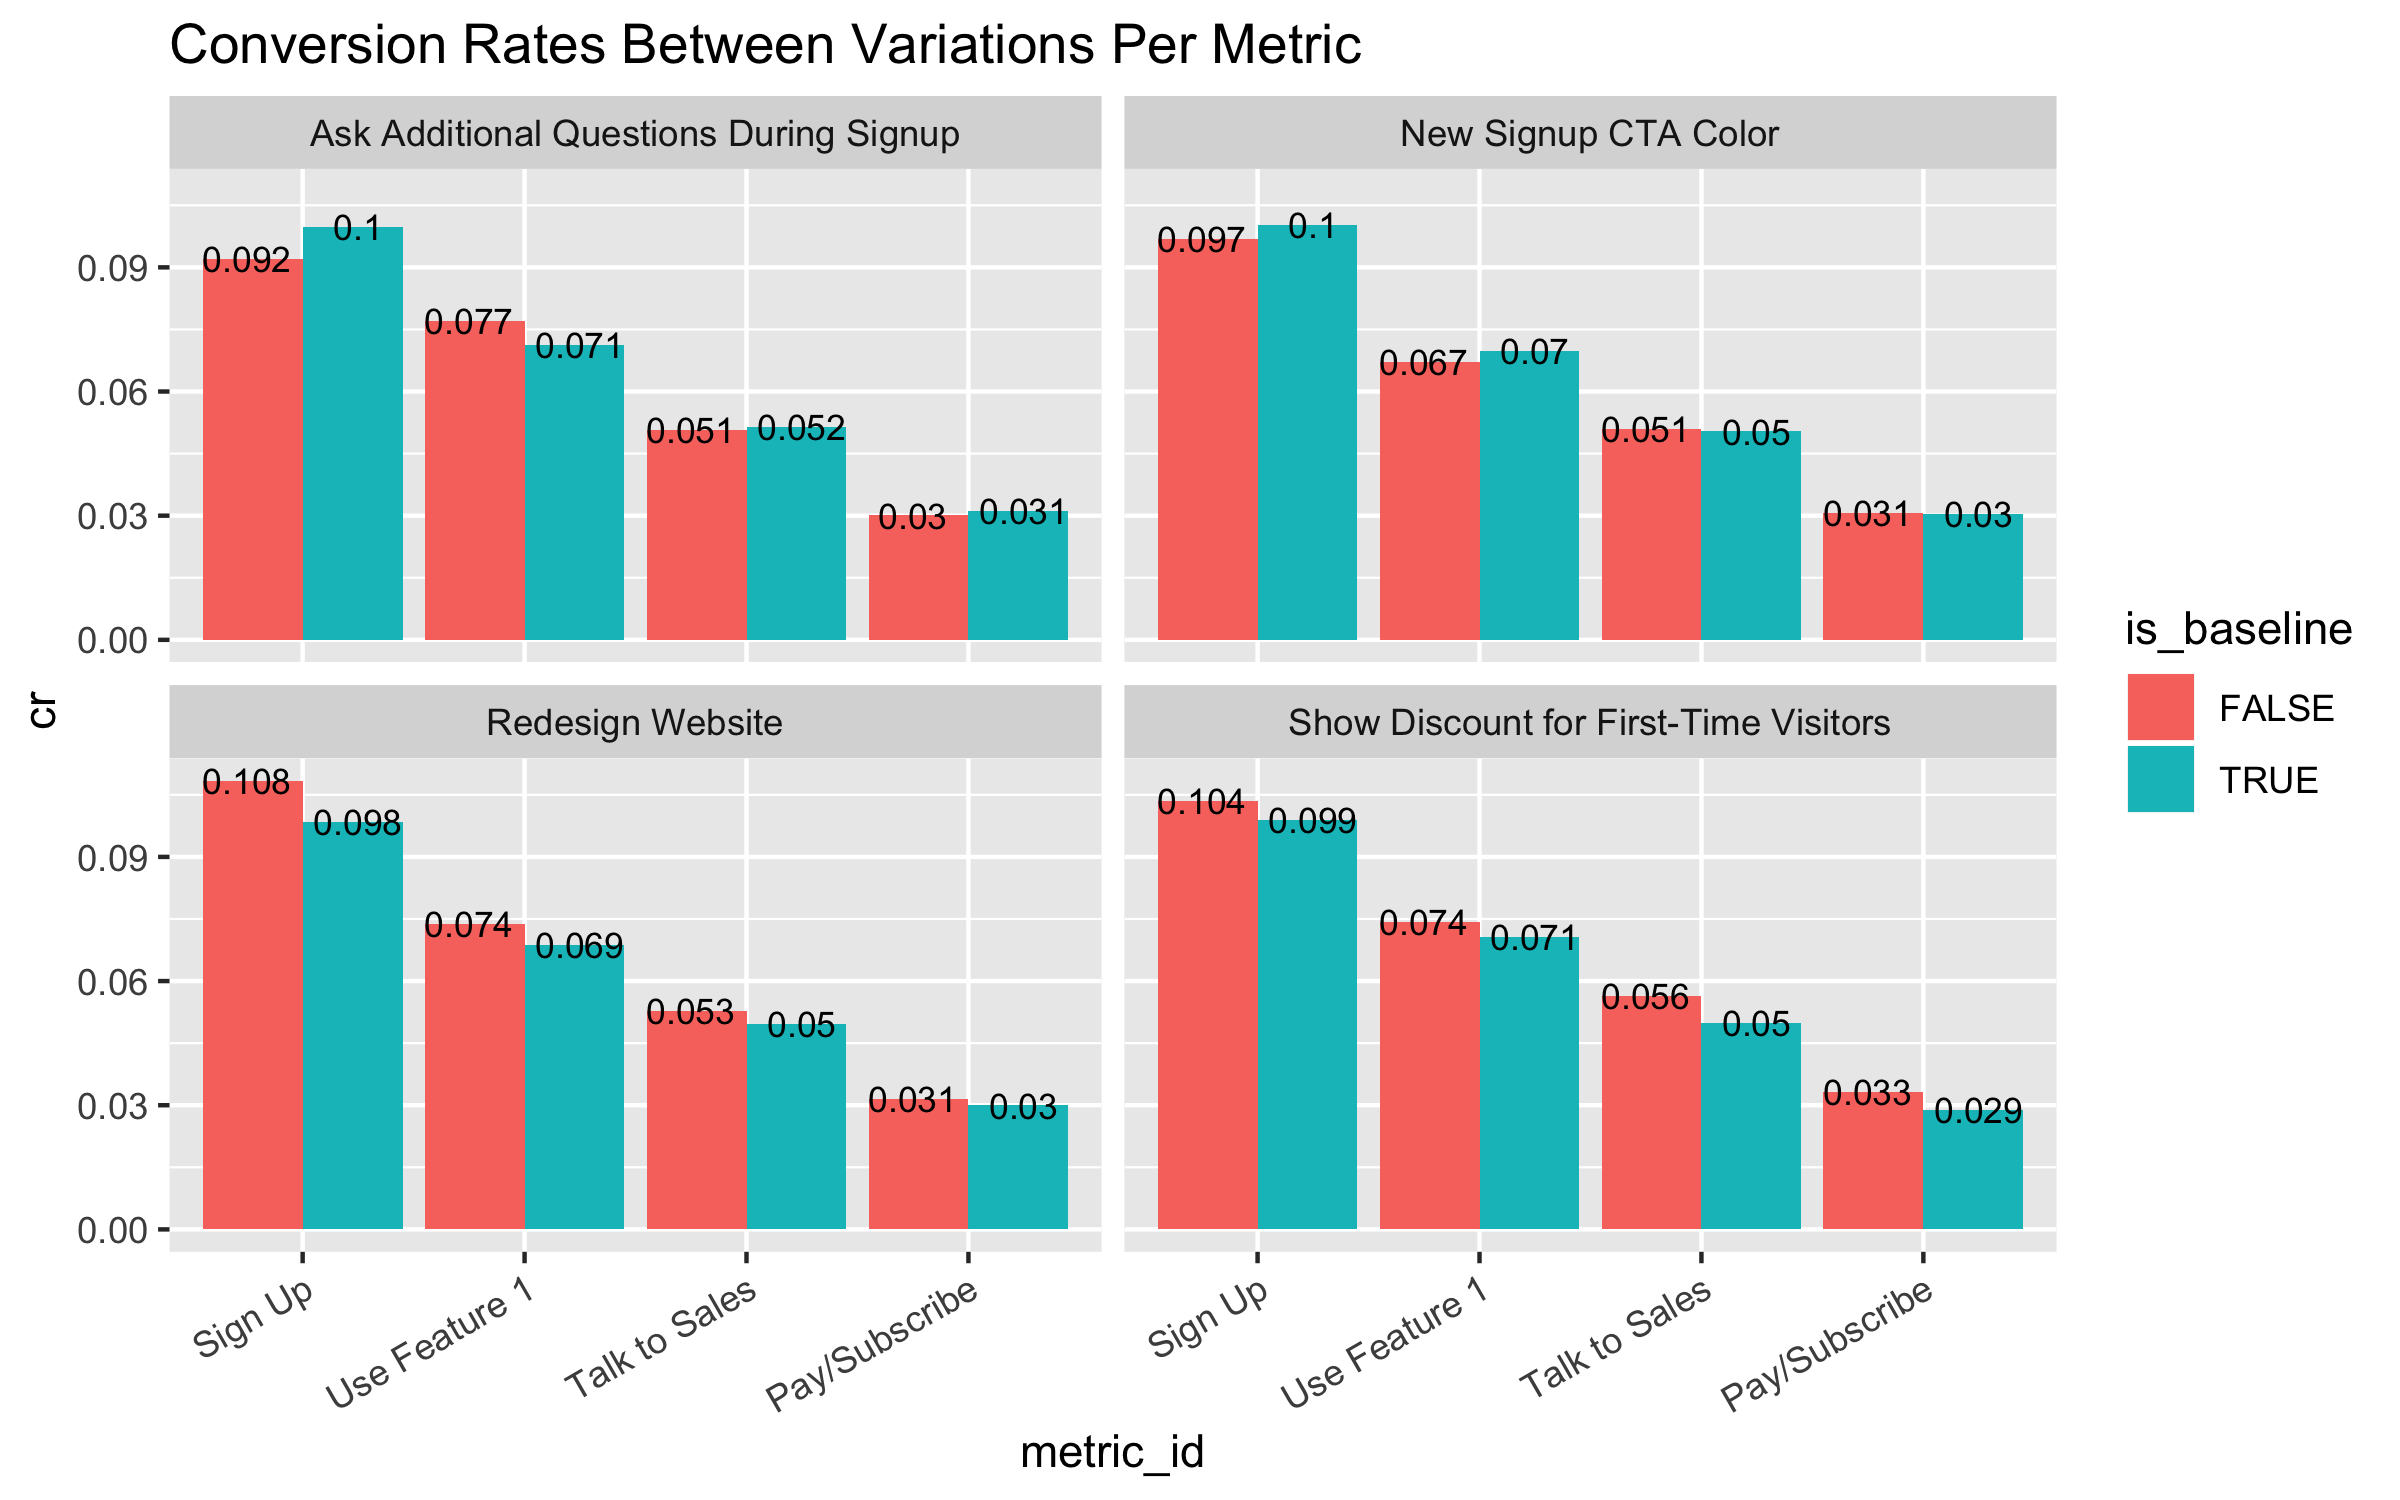 Conversion Rates Between Variations Per Metric
Ask Additional Questions During Signup
New Signup CTA Color
0.092 0.1 0.077 0.071 0.051 0.052 0.03 0.031
0.097 0.1 0.067 0.07 0.051 0.05 0.031 0.03
0.09
0.06
0.03
0.00
cr
Redesign Website
Show Discount for First-Time Visitors
0.108 0.098 0.074 0.069 0.053 0.05 0.031 0.03
0.104 0.099 0.074 0.071 0.056 0.05 0.033 0.029
0.09
0.06
0.03
0.00
Sign Up
Use Feature 1
Talk to Sales
Pay/Subscribe
Sign Up
Use Feature 1
Talk to Sales
Pay/Subscribe
metric_id
is_baseline
FALSE
TRUE